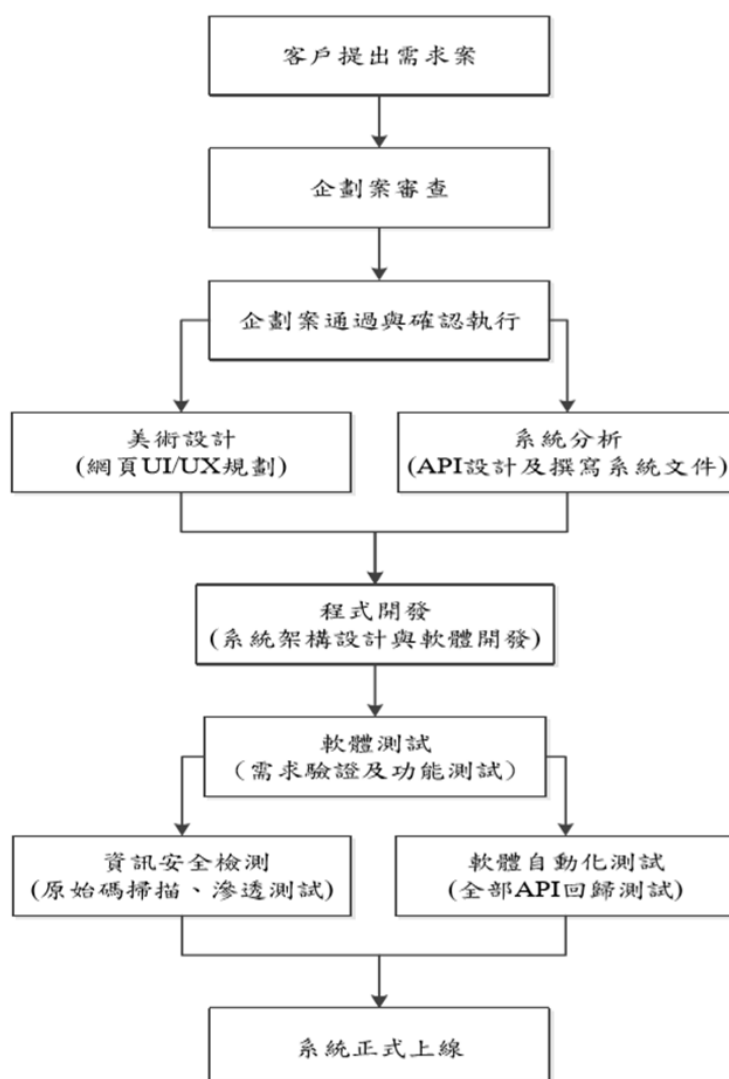 客戶提出需求案
企劃案審查
企劃案通過與確認執行
美術設計
(網頁UI/UX規劃)
系統分析
(API設計及撰寫系統文件)
程式開發
(系統架構設計與軟體開發)
軟體測試
（需求驗證及功能測試）
資訊安全檢測
(原始碼掃描、滲透測試)
軟體自動化測試
(全部API回歸測試)
系統正式上線